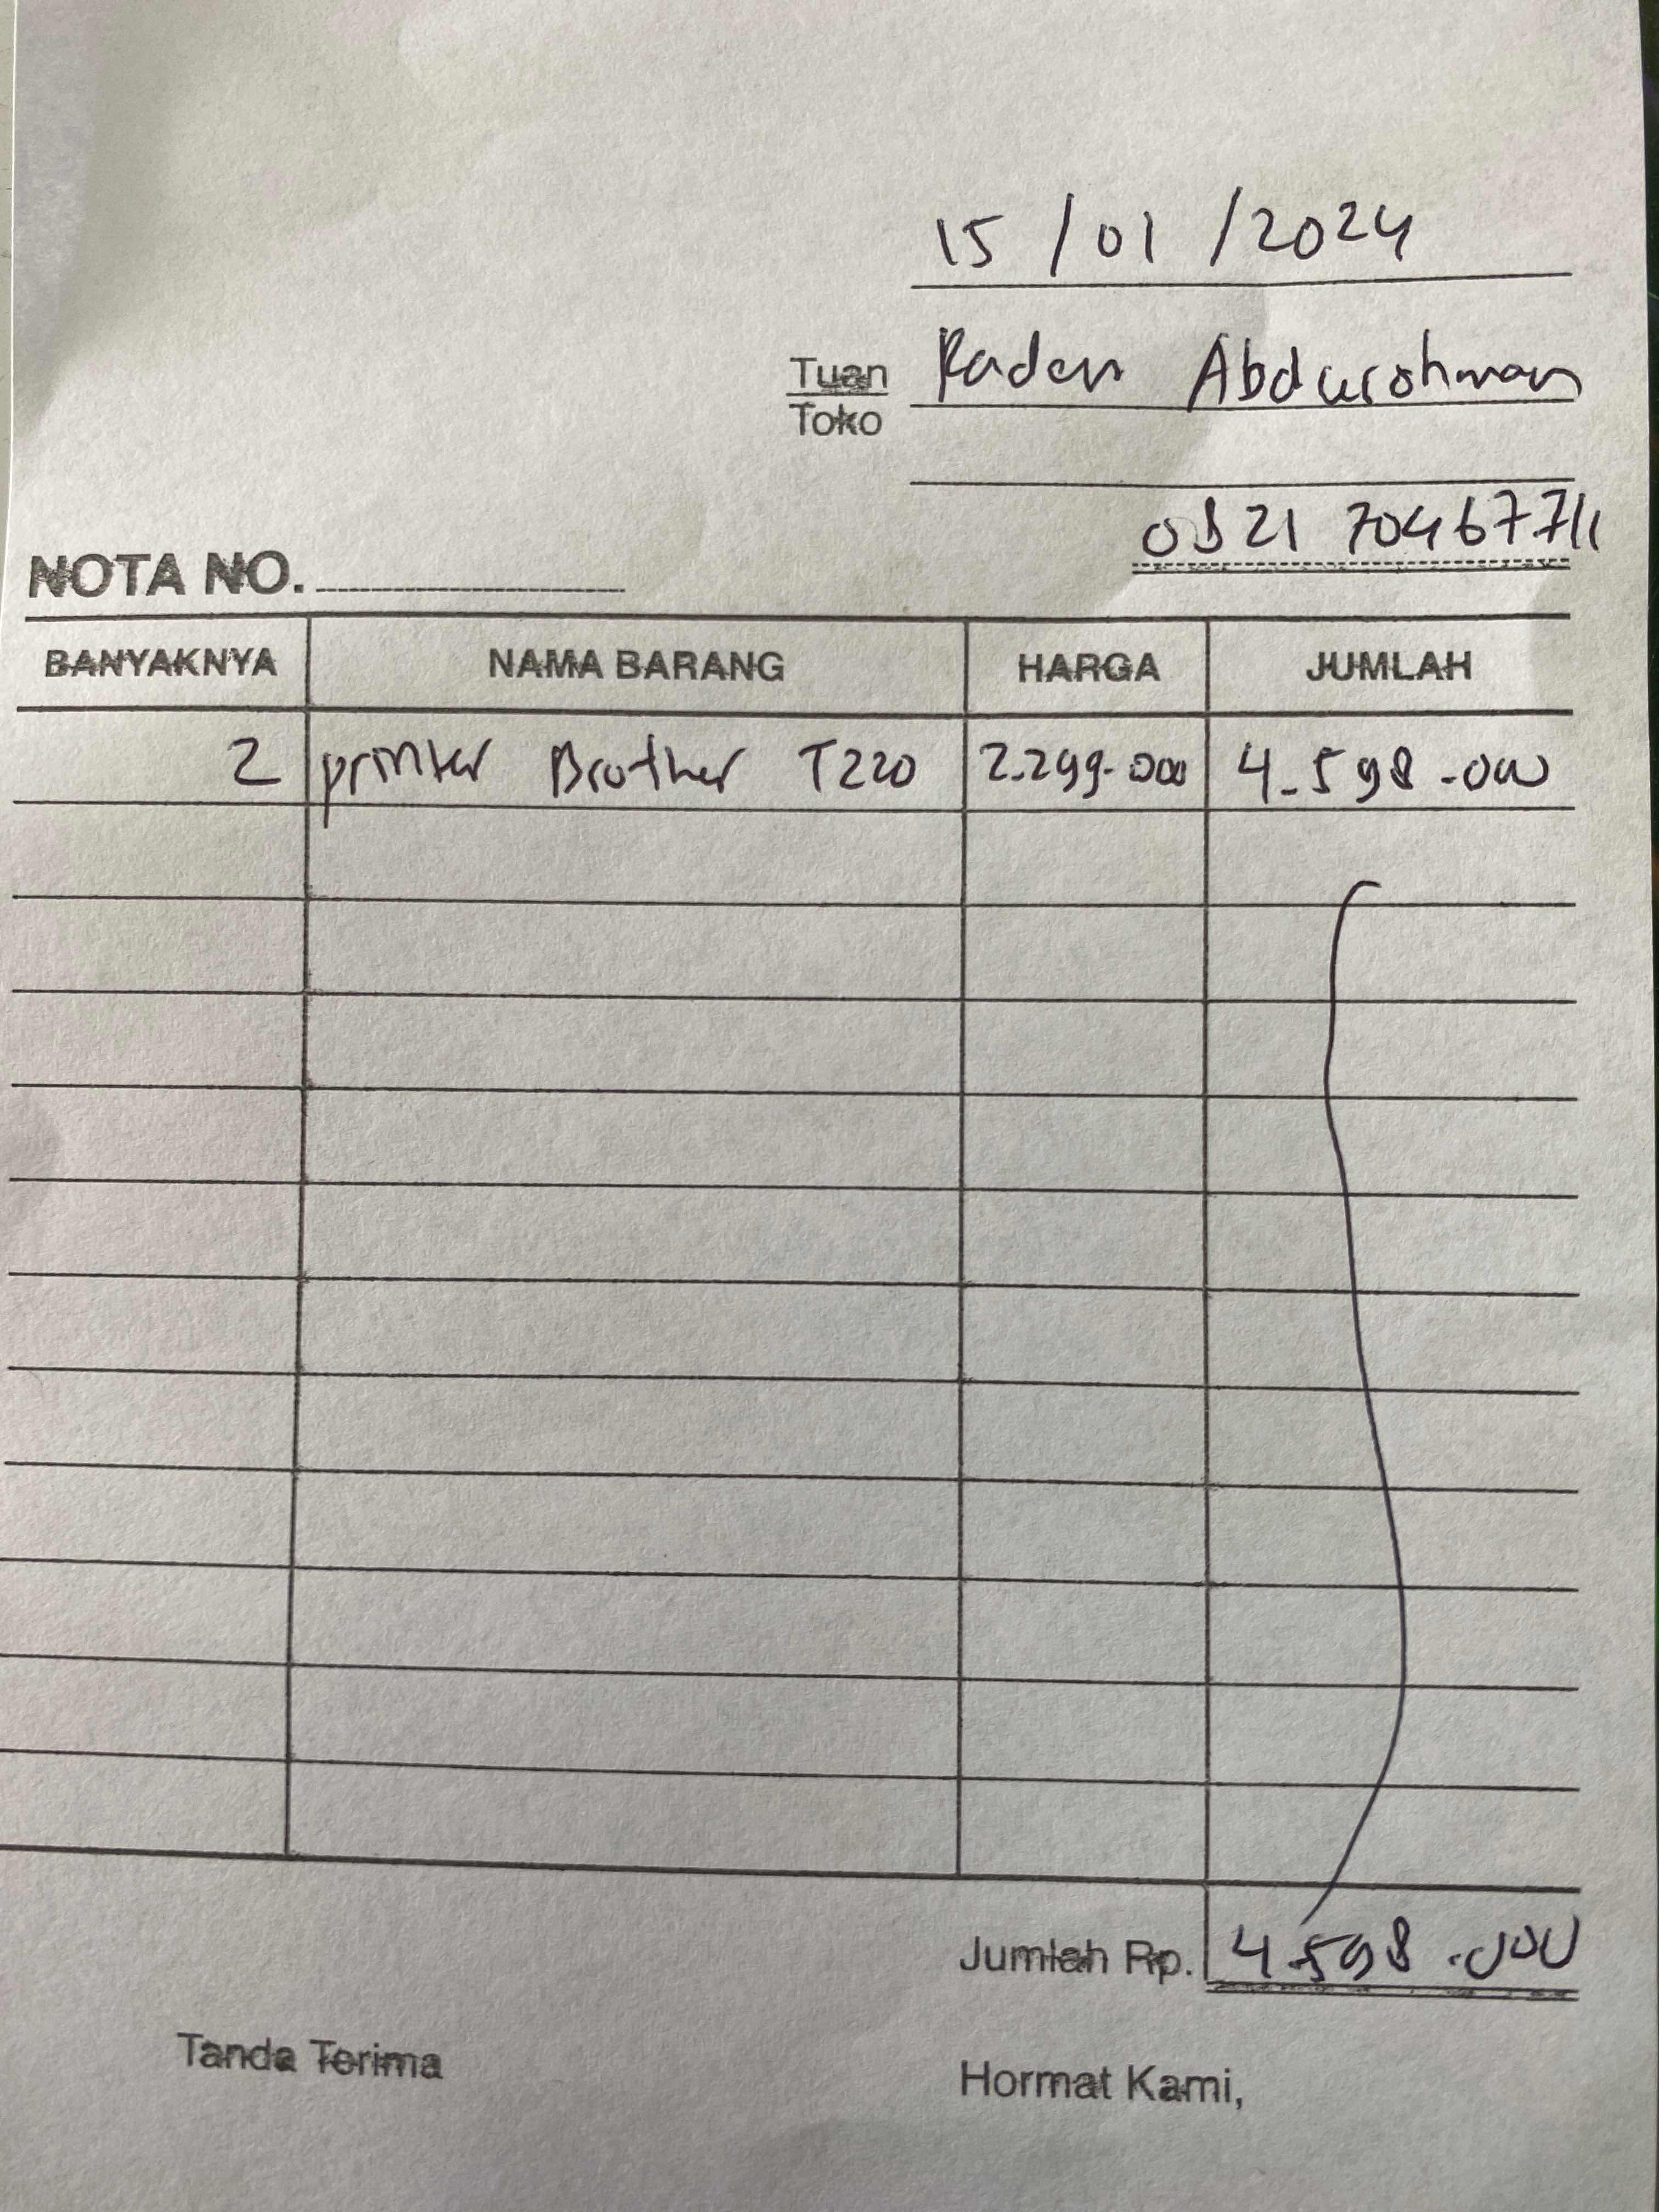 15 / 01 / 2024
Tuan Raden Abdurohman
Toko
0821 70467711
NOTA NO.
BANYAKNYA NAMA BARANG HARGA JUMLAH
2 printer Brother T220 2.299.000 4.598.000
Jumlah Rp. 4.598.000
Tanda Terima Hormat Kami,